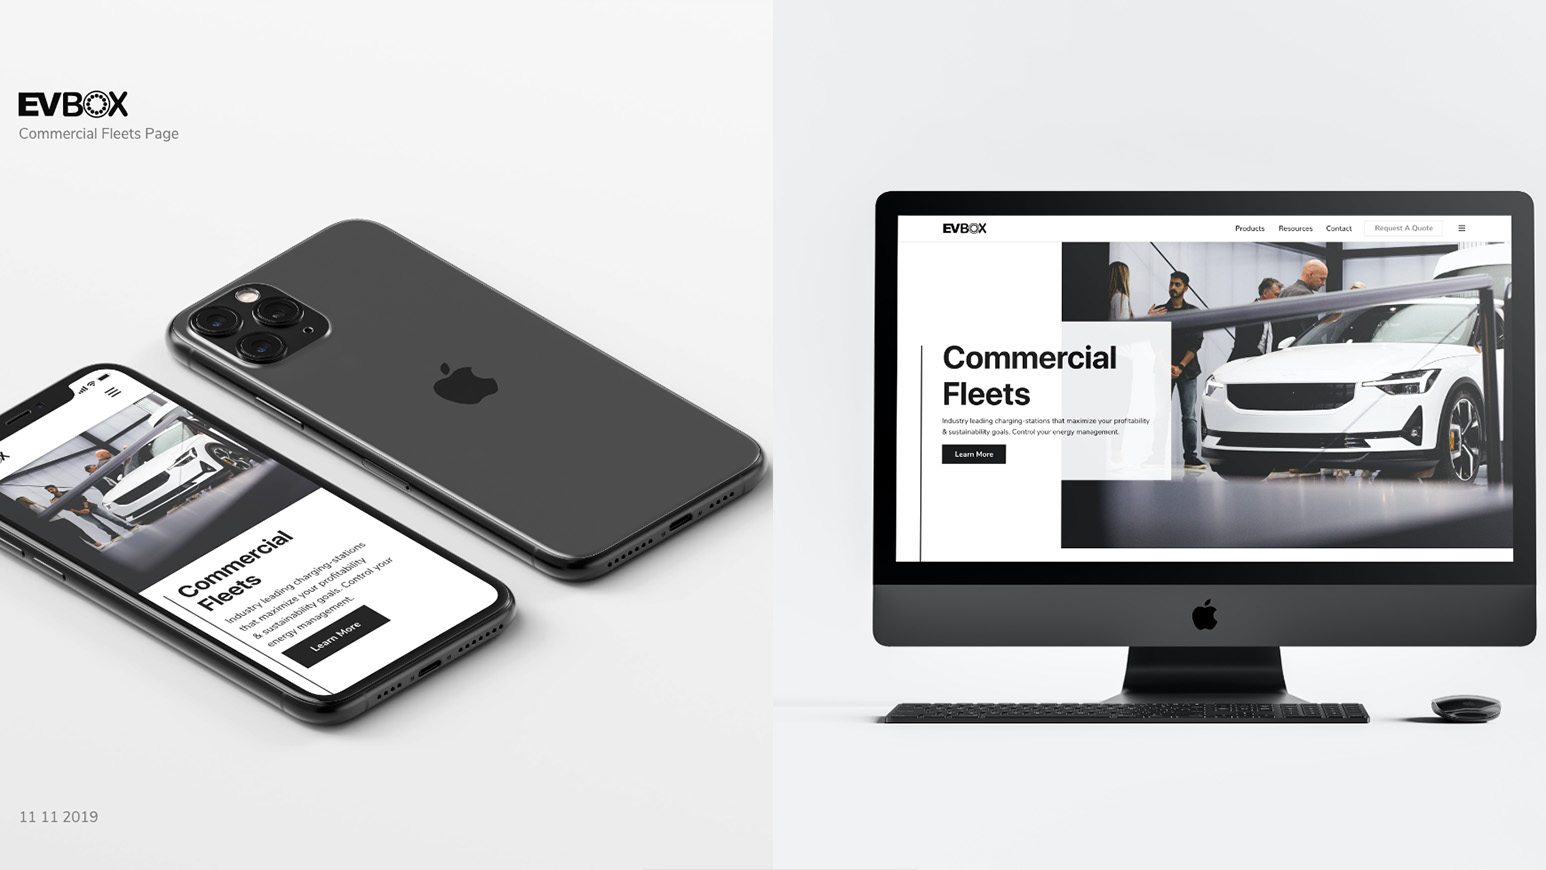 EVBOX
Commercial Fleets Page
Commercial
Fleets
Industry leading charging-stations
that maximize your profitability
& sustainability goals. Control your
energy management.
Learn More
11 11 2019
EVBOX
Products Resources Contact Request A Quote
Commercial
Fleets
Industry leading charging-stations that maximize your profitability
& sustainability goals. Control your energy management.
Learn More